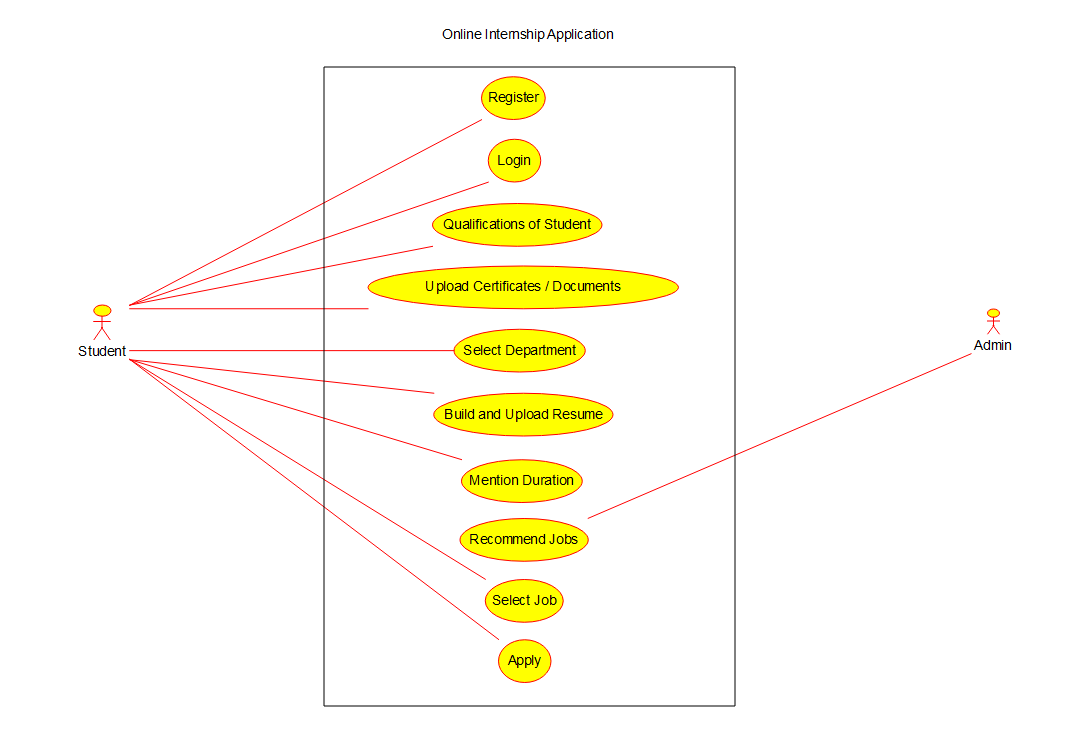 Online Internship Application
Register
Login
Qualifications of Student
Upload Certificates / Documents
Student
Select Department
Admin
Build and Upload Resume
Mention Duration
Recommend Jobs
Select Job
Apply